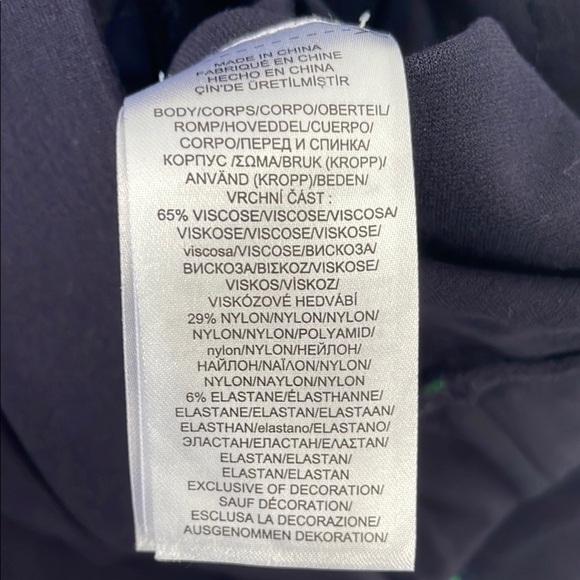 MADE IN CHINA
FABRIQUÉ EN CHINE
HECHO EN CHINA
ÇİN'DE ÜRETİLMİŞTİR
BODY/CORPS/CORPO/OBERTEIL/
ROMP/HOVEDDEL/CUERPO/
CORPO/ПЕРЕД И СПИНКА/
КОРПУС /ΣΩΜΑ/BRUK (KROPP)/
ANVÄND (KROPP)/BEDEN/
VRCHNÍ ČÁST :
65% VISCOSE/VISCOSE/VISCOSA/
VISKOSE/VISCOSE/VISKOSE/
viscosa/VISCOSE/ВИСКОЗА/
ВИСКОЗА/ΒΙΣΚΟΖ/VISKOSE/
VISKOS/VİSKOZ/
VISKÓZOVÉ HEDVÁBÍ
29% NYLON/NYLON/NYLON/
NYLON/NYLON/POLYAMID/
nylon/NYLON/НЕЙЛОН/
НАЙЛОН/ΝΑΪΛΟΝ/NYLON/
NYLON/NAYLON/NYLON
6% ELASTANE/ÉLASTHANNE/
ELASTANE/ELASTAN/ELASTAAN/
ELASTHAN/elastano/ELASTANO/
ЭЛАСТАН/ЕЛАСТАН/ΕΛΑΣΤΑΝ/
ELASTAN/ELASTAN/
ELASTAN/ELASTAN
EXCLUSIVE OF DECORATION/
SAUF DÉCORATION/
ESCLUSA LA DECORAZIONE/
AUSGENOMMEN DEKORATION/